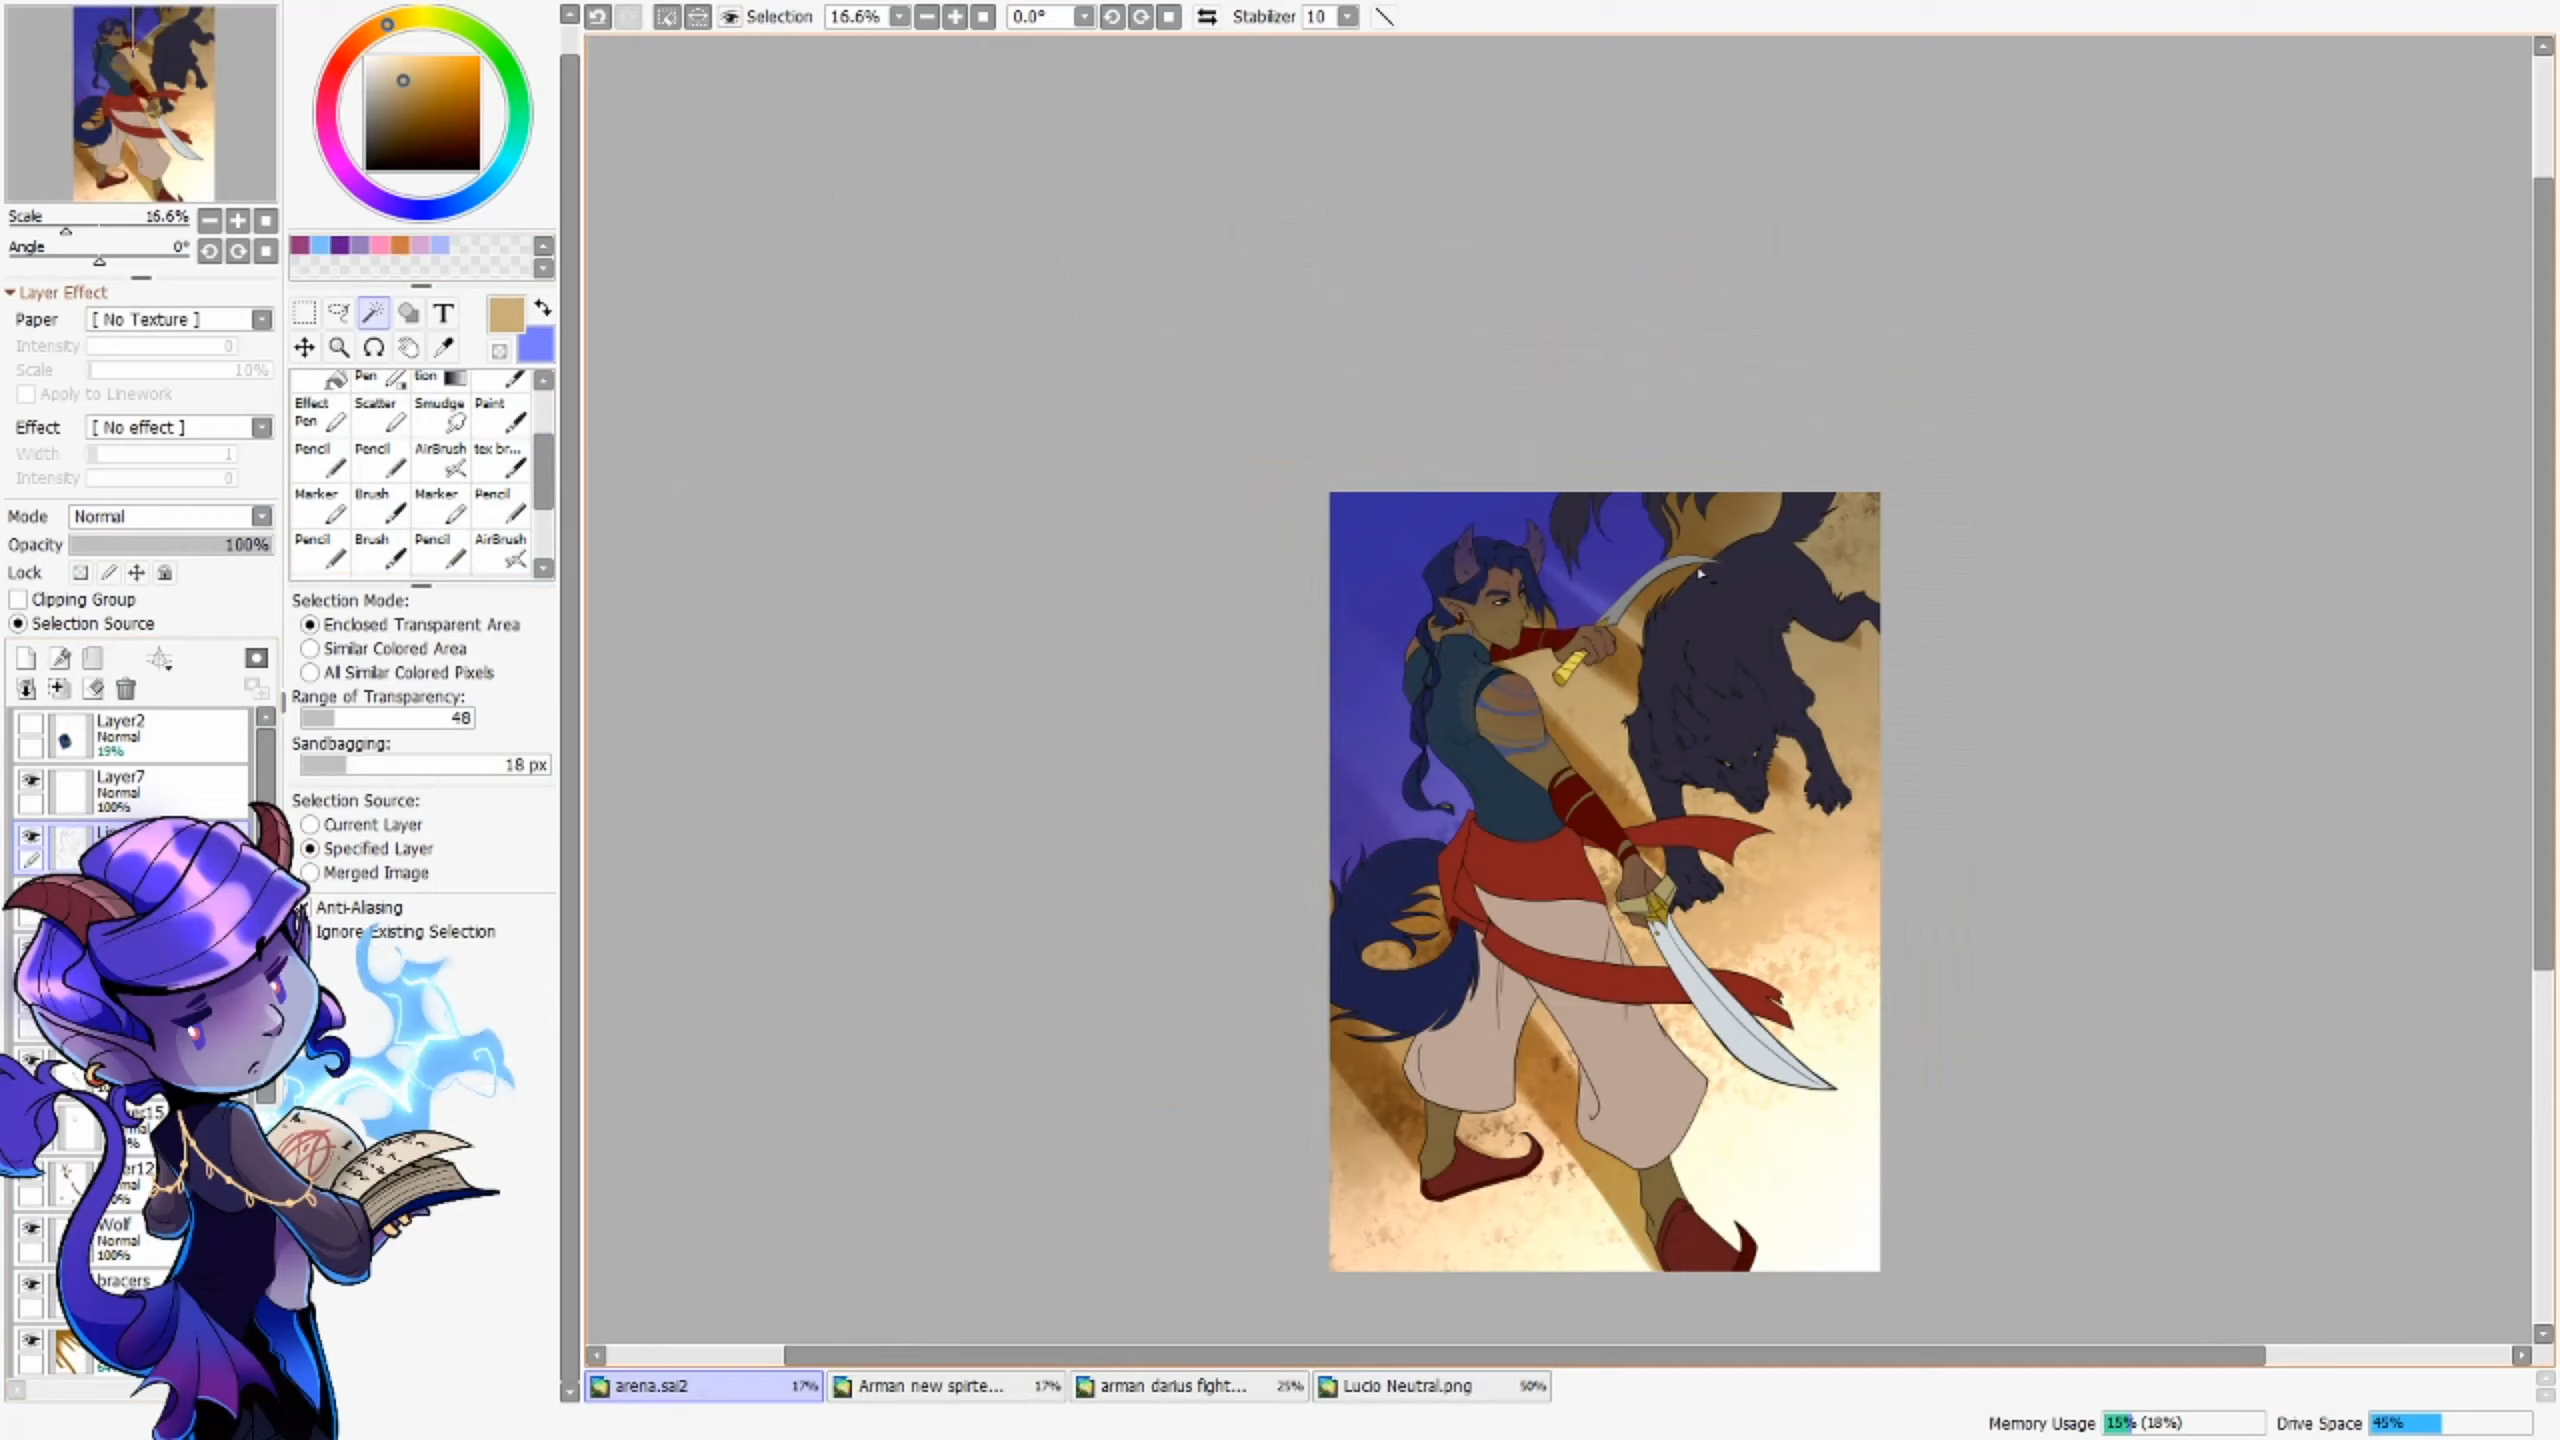 Selection 16.6% 0.0° Stabilizer 10
Scale 16.6%
Angle 0°
Layer Effect
Paper [ No Texture ]
Intensity 0
Scale 10%
Apply to Linework
Effect [ No effect ]
Width 1
Intensity 0
Mode Normal
Opacity 100%
Lock
Clipping Group
Selection Source
Layer2
Normal
19%
Layer7
Normal
100%
Wolf
Normal
100%
bracers
T
Pen tion
Effect Pen Scatter Smudge Paint
Pencil Pencil AirBrush tex br...
Marker Brush Marker Pencil
Pencil Brush Pencil AirBrush
Selection Mode:
Enclosed Transparent Area
Similar Colored Area
All Similar Colored Pixels
Range of Transparency:
48
Sandbagging:
18 px
Selection Source:
Current Layer
Specified Layer
Merged Image
Anti-Aliasing
Ignore Existing Selection
arena.sai2 17%
Arman new spirte... 17%
arman darius fight... 25%
Lucio Neutral.png 50%
Memory Usage 15% (18%) Drive Space 45%